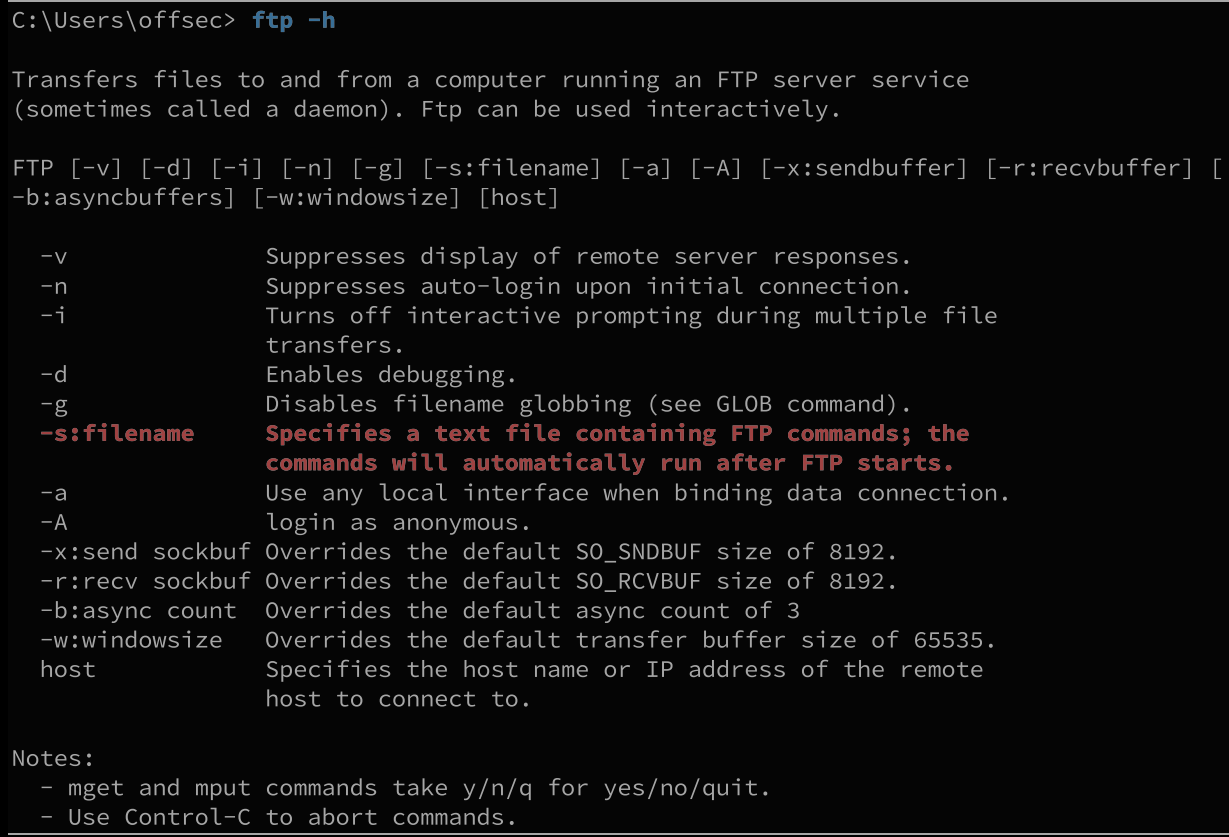 C:\Users\offsec> ftp -h
Transfers files to and from a computer running an FTP server service
(sometimes called a daemon). Ftp can be used interactively.
FTP [-v] [-d] [-i] [-n] [-g] [-s:filename] [-a] [-A] [-x:sendbuffer] [-r:recvbuffer] [
-b:asyncbuffers] [-w:windowsize] [host]
-v Suppresses display of remote server responses.
-n Suppresses auto-login upon initial connection.
-i Turns off interactive prompting during multiple file
transfers.
-d Enables debugging.
-g Disables filename globbing (see GLOB command).
-s:filename Specifies a text file containing FTP commands; the
commands will automatically run after FTP starts.
-a Use any local interface when binding data connection.
-A login as anonymous.
-x:send sockbuf Overrides the default SO_SNDBUF size of 8192.
-r:recv sockbuf Overrides the default SO_RCVBUF size of 8192.
-b:async count Overrides the default async count of 3
-w:windowsize Overrides the default transfer buffer size of 65535.
host Specifies the host name or IP address of the remote
host to connect to.
Notes:
- mget and mput commands take y/n/q for yes/no/quit.
- Use Control-C to abort commands.